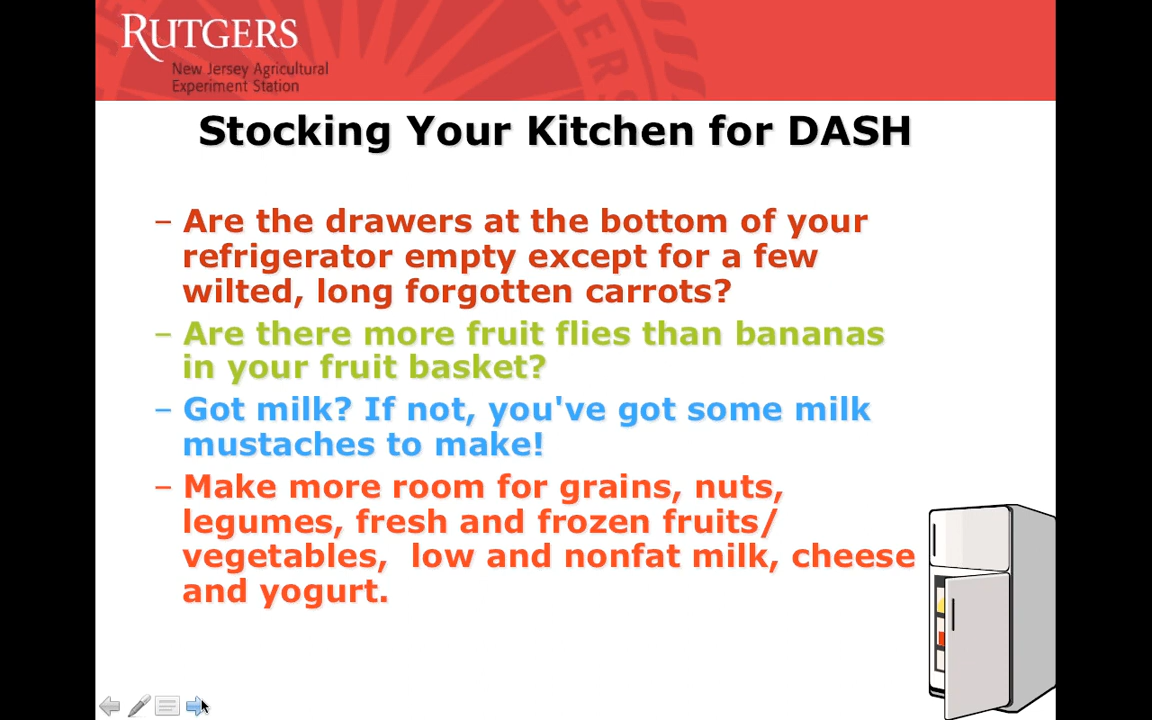 RUTGERS
New Jersey Agricultural
Experiment Station
Stocking Your Kitchen for DASH
– Are the drawers at the bottom of your
refrigerator empty except for a few
wilted, long forgotten carrots?
– Are there more fruit flies than bananas
in your fruit basket?
– Got milk? If not, you've got some milk
mustaches to make!
– Make more room for grains, nuts,
legumes, fresh and frozen fruits/
vegetables,  low and nonfat milk, cheese
and yogurt.